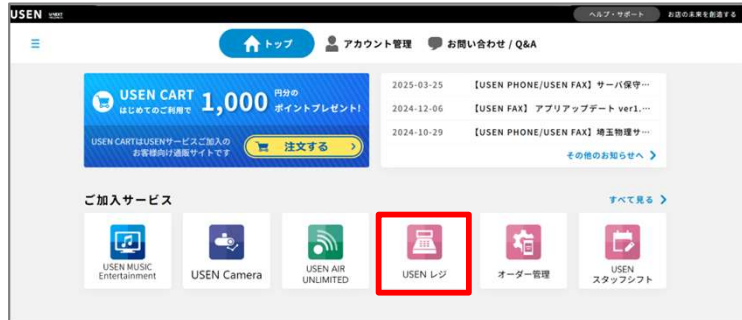 USEN
ヘルプ・サポート
お店の未来を創造する
トップ
アカウント管理
お問い合わせ / Q&A
USEN CART
はじめてのご利用で
1,000
円分の
ポイントプレゼント!
USEN CARTはUSENサービスご加入の
お客様向け通販サイトです
注文する
2025-03-25 【USEN PHONE/USEN FAX】サーバ保守…
2024-12-06 【USEN FAX】 アプリアップデート ver1.…
2024-10-29 【USEN PHONE/USEN FAX】埼玉物理サ…
その他のお知らせへ
ご加入サービス
すべて見る
USEN MUSIC
Entertainment
USEN Camera
USEN AIR
UNLIMITED
USEN レジ
オーダー管理
USEN
スタッフシフト